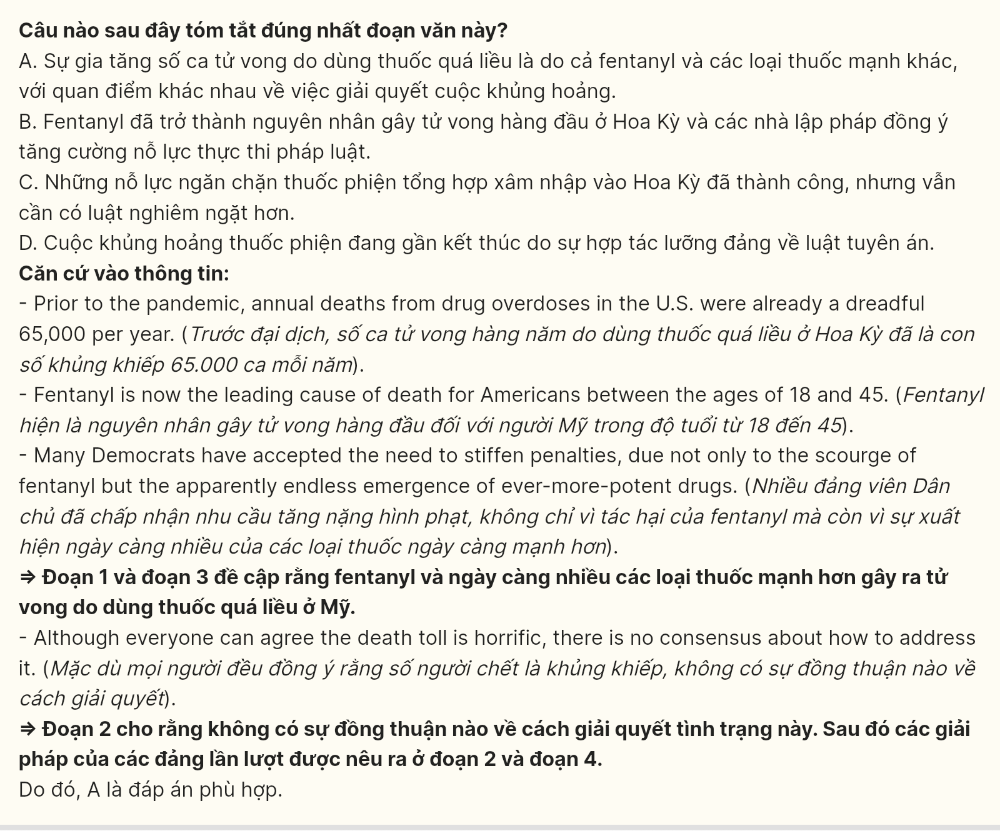 Câu nào sau đây tóm tắt đúng nhất đoạn văn này?
A. Sự gia tăng số ca tử vong do dùng thuốc quá liều là do cả fentanyl và các loại thuốc mạnh khác,
với quan điểm khác nhau về việc giải quyết cuộc khủng hoảng.
B. Fentanyl đã trở thành nguyên nhân gây tử vong hàng đầu ở Hoa Kỳ và các nhà lập pháp đồng ý
tăng cường nỗ lực thực thi pháp luật.
C. Những nỗ lực ngăn chặn thuốc phiện tổng hợp xâm nhập vào Hoa Kỳ đã thành công, nhưng vẫn
cần có luật nghiêm ngặt hơn.
D. Cuộc khủng hoảng thuốc phiện đang gần kết thúc do sự hợp tác lưỡng đảng về luật tuyên án.
Căn cứ vào thông tin:
- Prior to the pandemic, annual deaths from drug overdoses in the U.S. were already a dreadful
65,000 per year. (Trước đại dịch, số ca tử vong hàng năm do dùng thuốc quá liều ở Hoa Kỳ đã là con
số khủng khiếp 65.000 ca mỗi năm).
- Fentanyl is now the leading cause of death for Americans between the ages of 18 and 45. (Fentanyl
hiện là nguyên nhân gây tử vong hàng đầu đối với người Mỹ trong độ tuổi từ 18 đến 45).
- Many Democrats have accepted the need to stiffen penalties, due not only to the scourge of
fentanyl but the apparently endless emergence of ever-more-potent drugs. (Nhiều đảng viên Dân
chủ đã chấp nhận nhu cầu tăng nặng hình phạt, không chỉ vì tác hại của fentanyl mà còn vì sự xuất
hiện ngày càng nhiều của các loại thuốc ngày càng mạnh hơn).
⇒ Đoạn 1 và đoạn 3 đề cập rằng fentanyl và ngày càng nhiều các loại thuốc mạnh hơn gây ra tử
vong do dùng thuốc quá liều ở Mỹ.
- Although everyone can agree the death toll is horrific, there is no consensus about how to address
it. (Mặc dù mọi người đều đồng ý rằng số người chết là khủng khiếp, không có sự đồng thuận nào về
cách giải quyết).
⇒ Đoạn 2 cho rằng không có sự đồng thuận nào về cách giải quyết tình trạng này. Sau đó các giải
pháp của các đảng lần lượt được nêu ra ở đoạn 2 và đoạn 4.
Do đó, A là đáp án phù hợp.